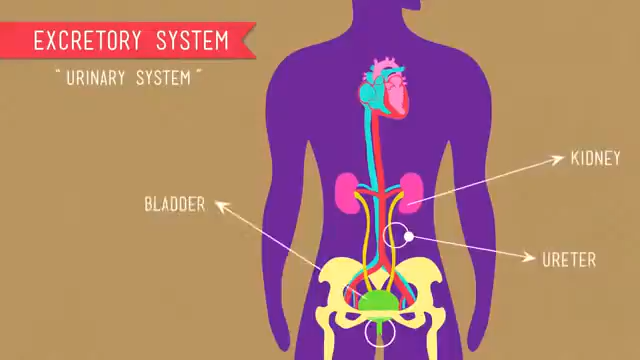 EXCRETORY SYSTEM
"URINARY SYSTEM"
KIDNEY
BLADDER
URETER